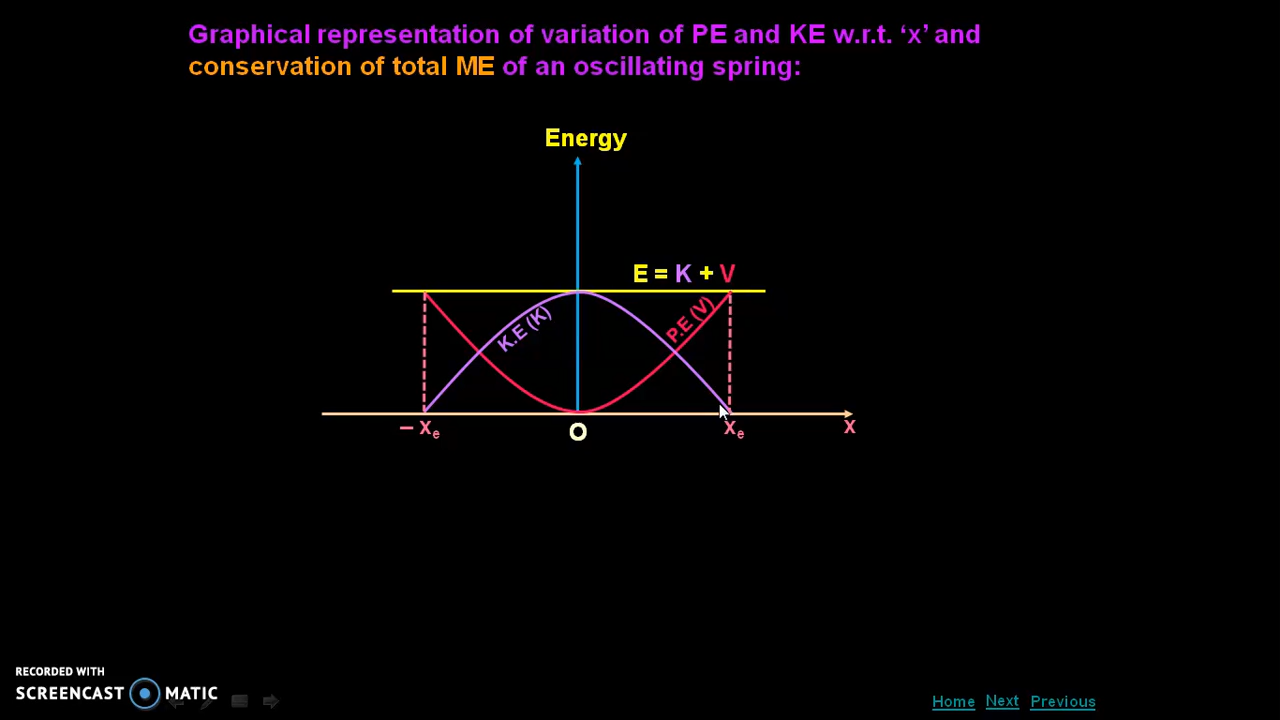 Graphical representation of variation of PE and KE w.r.t. ‘x’ and
conservation of total ME of an oscillating spring:
Energy
E = K + V
K.E (K)
P.E (V)
– xₑ
O
xₑ
x
RECORDED WITH
SCREENCAST MATIC
Home Next Previous